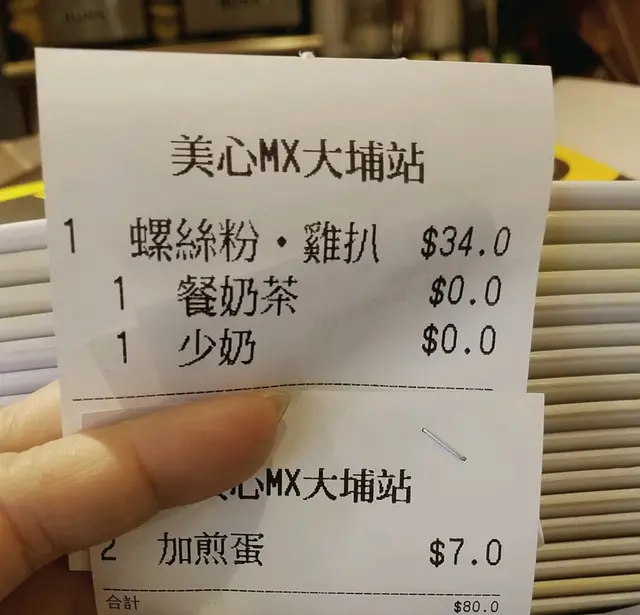 美心MX大埔站
1 螺絲粉・雞扒 $34.0
1 餐奶茶 $0.0
1 少奶 $0.0
心MX大埔站
2 加煎蛋 $7.0
合計 $80.0